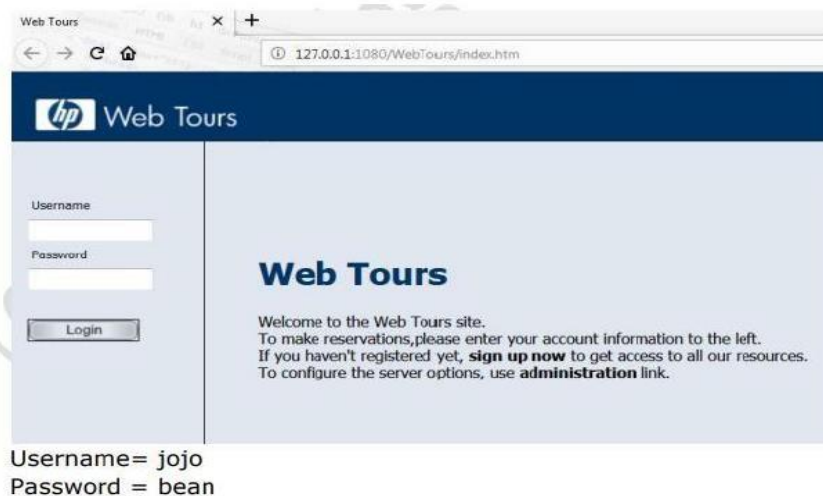 Web Tours
127.0.0.1:1080/WebTours/index.htm
hp Web Tours
Username
Password
Login
Web Tours
Welcome to the Web Tours site.
To make reservations,please enter your account information to the left.
If you haven't registered yet, sign up now to get access to all our resources.
To configure the server options, use administration link.
Username= jojo
Password = bean